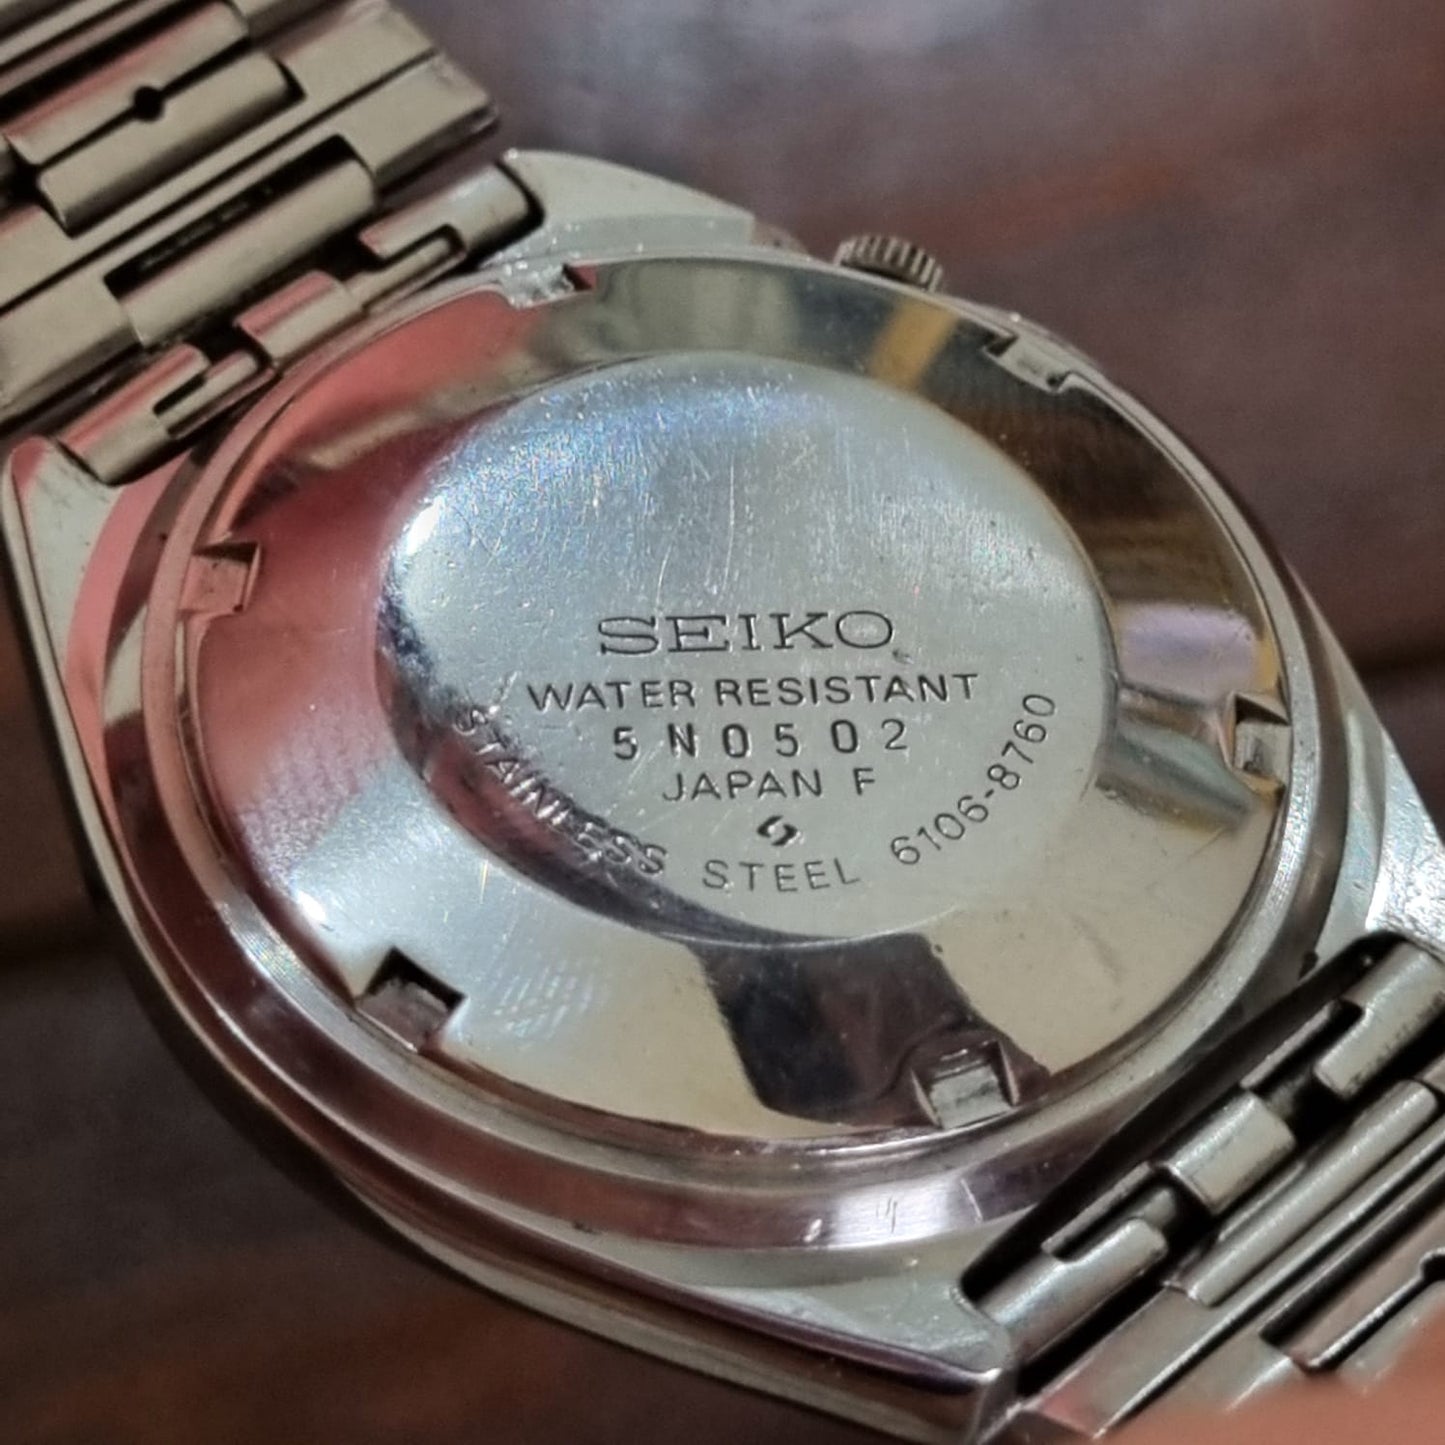 SEIKO
WATER RESISTANT
5N0502
JAPAN F
STAINLESS STEEL 6106-8760